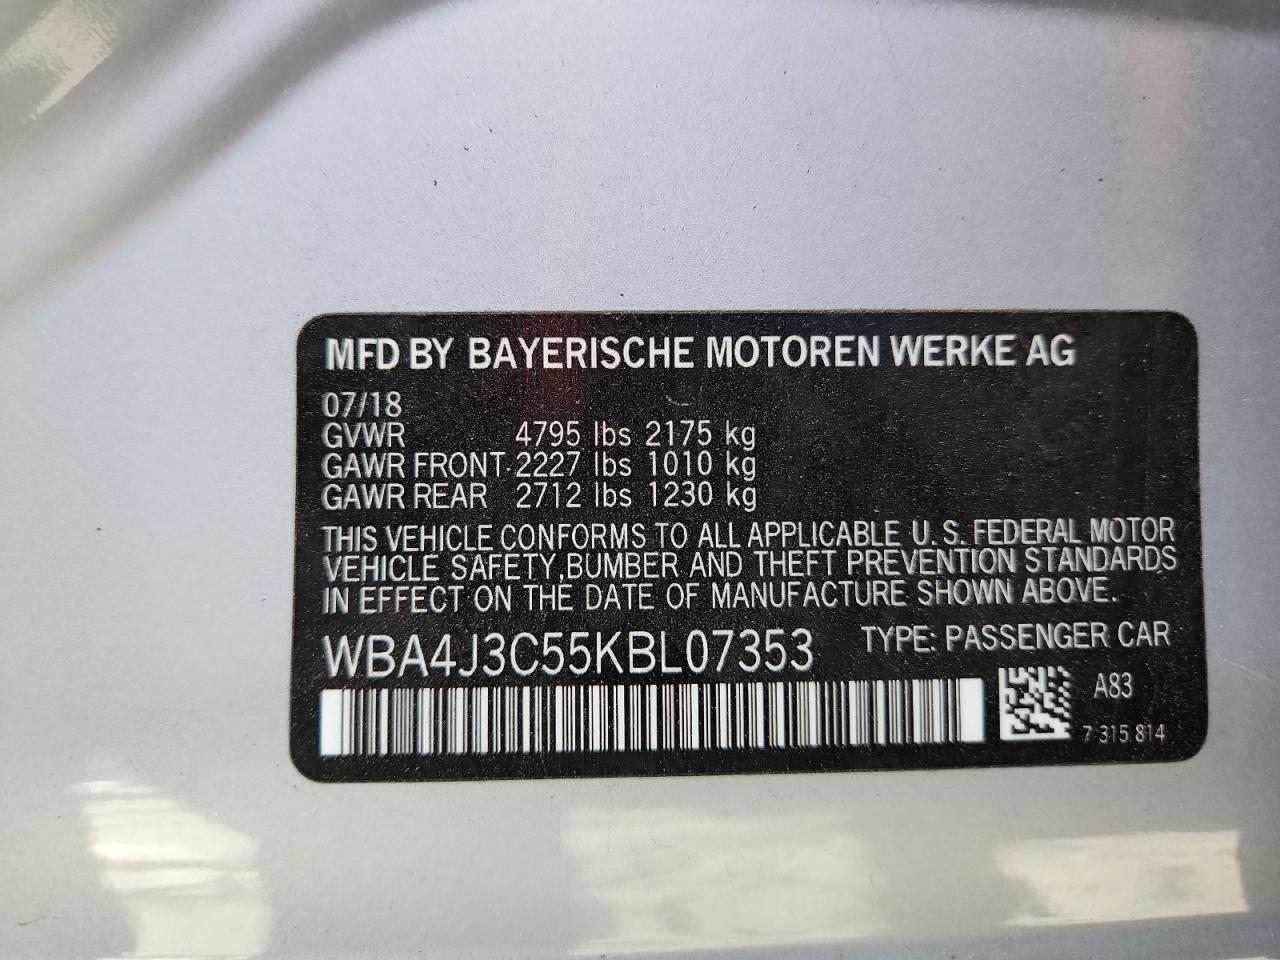 MFD BY BAYERISCHE MOTOREN WERKE AG
07/18
GVWR 4795 lbs 2175 kg
GAWR FRONT 2227 lbs 1010 kg
GAWR REAR 2712 lbs 1230 kg
THIS VEHICLE CONFORMS TO ALL APPLICABLE U.S. FEDERAL MOTOR
VEHICLE SAFETY,BUMBER AND THEFT PREVENTION STANDARDS
IN EFFECT ON THE DATE OF MANUFACTURE SHOWN ABOVE.
WBA4J3C55KBL07353 TYPE: PASSENGER CAR
A83
7 315 814